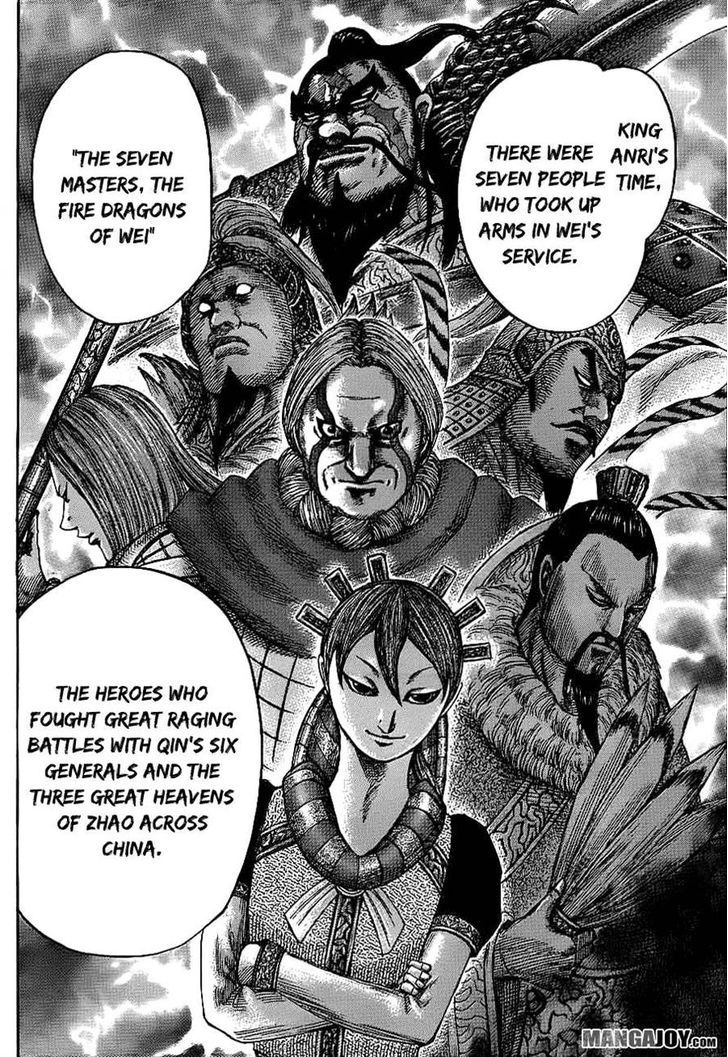 KING
ANRI'S
TIME,
THERE WERE
SEVEN PEOPLE
WHO TOOK UP
ARMS IN WEI'S
SERVICE.
"THE SEVEN
MASTERS, THE
FIRE DRAGONS
OF WEI"
THE HEROES WHO
FOUGHT GREAT RAGING
BATTLES WITH QIN'S SIX
GENERALS AND THE
THREE GREAT HEAVENS
OF ZHAO ACROSS
CHINA.
MANGAJOY.COM